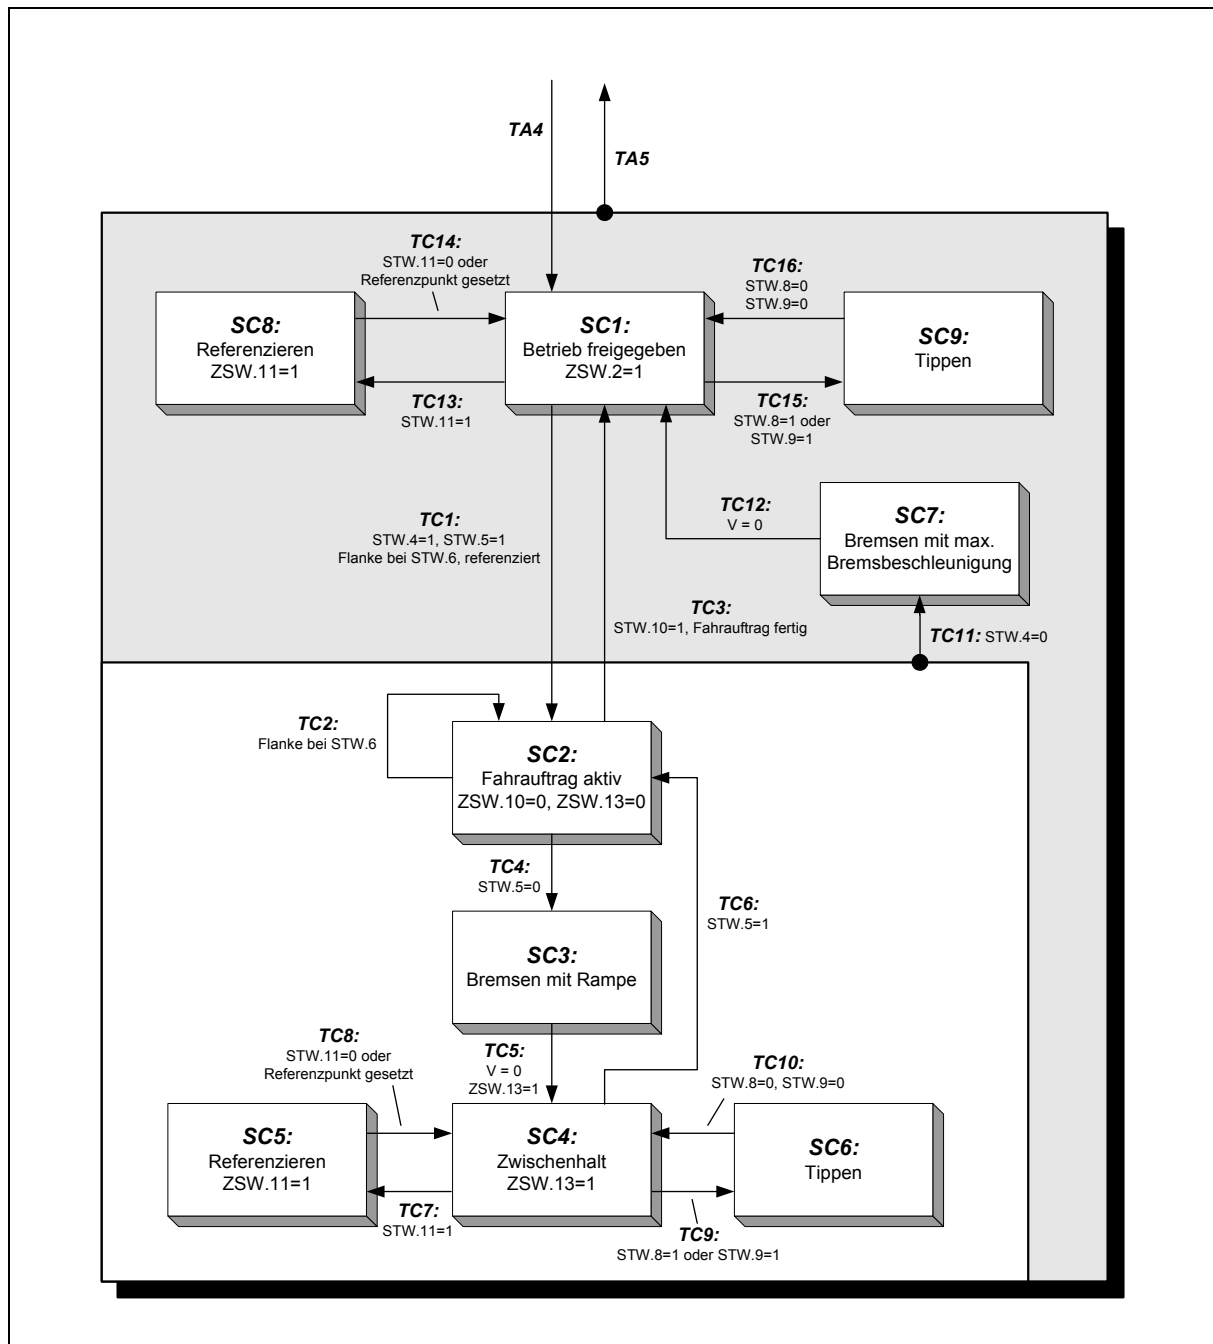 TA4
TA5
TC14:
STW.11=0 oder
Referenzpunkt gesetzt
TC16:
STW.8=0
STW.9=0
SC8:
Referenzieren
ZSW.11=1
SC1:
Betrieb freigegeben
ZSW.2=1
SC9:
Tippen
TC13:
STW.11=1
TC15:
STW.8=1 oder
STW.9=1
TC1:
STW.4=1, STW.5=1
Flanke bei STW.6, referenziert
TC12:
V = 0
SC7:
Bremsen mit max.
Bremsbeschleunigung
TC3:
STW.10=1, Fahrauftrag fertig
TC11: STW.4=0
TC2:
Flanke bei STW.6
SC2:
Fahrauftrag aktiv
ZSW.10=0, ZSW.13=0
TC4:
STW.5=0
TC6:
STW.5=1
SC3:
Bremsen mit Rampe
TC8:
STW.11=0 oder
Referenzpunkt gesetzt
TC5:
V = 0
ZSW.13=1
TC10:
STW.8=0, STW.9=0
SC5:
Referenzieren
ZSW.11=1
SC4:
Zwischenhalt
ZSW.13=1
SC6:
Tippen
TC7:
STW.11=1
TC9:
STW.8=1 oder STW.9=1